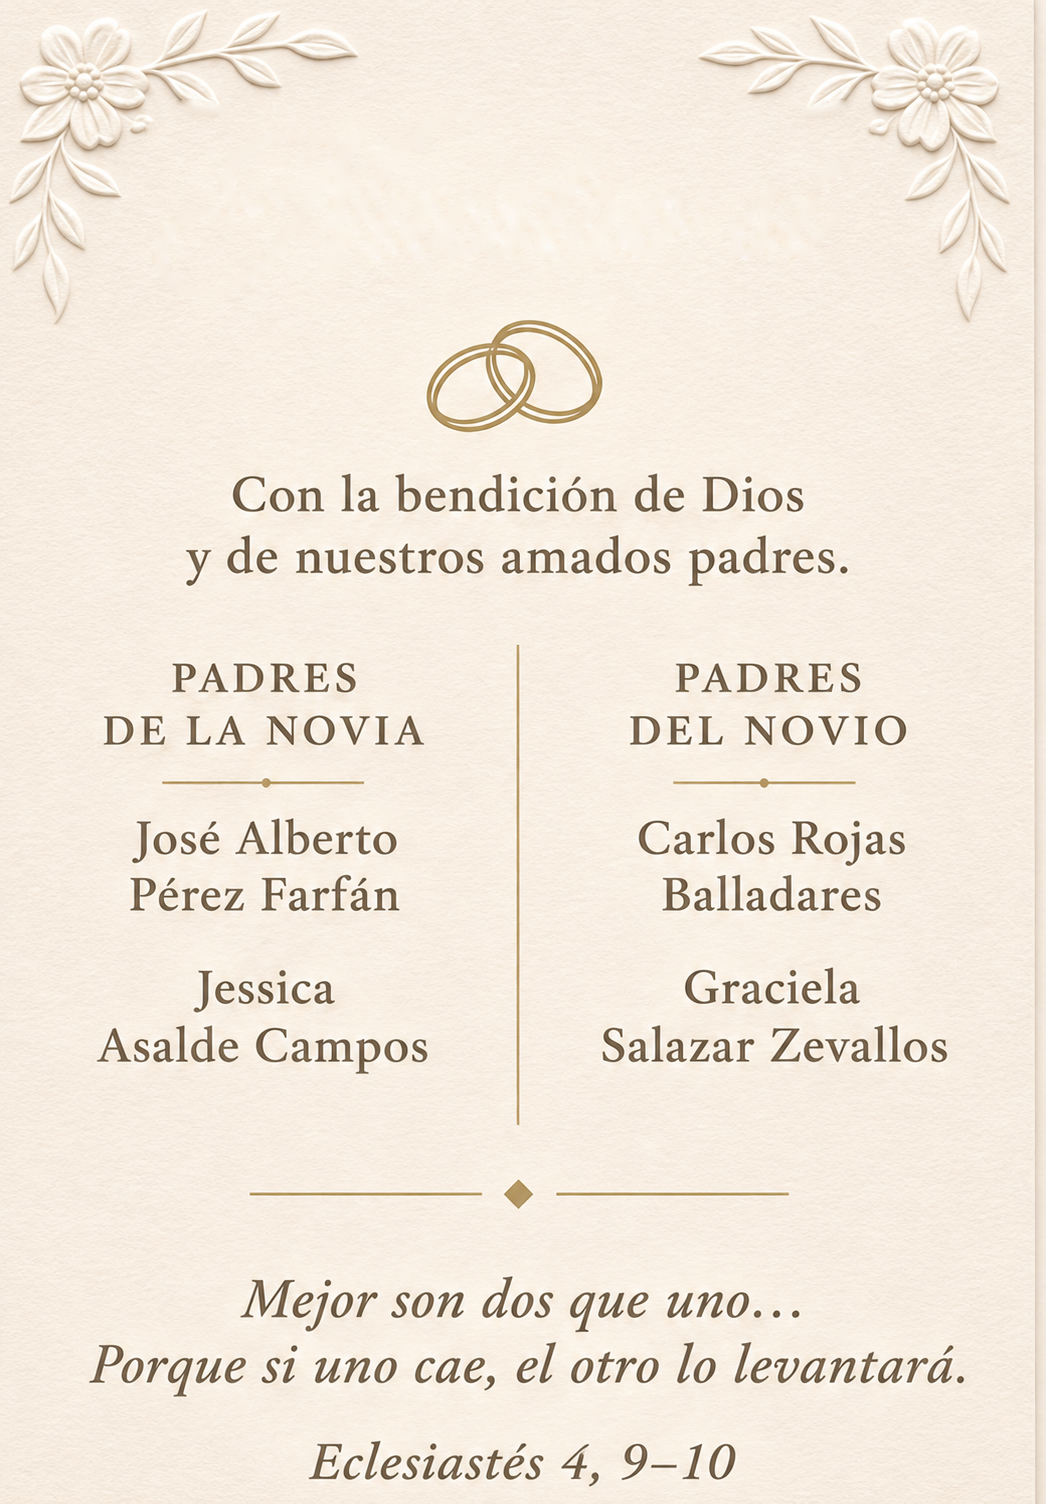 Con la bendición de Dios
y de nuestros amados padres.
PADRES
DE LA NOVIA
José Alberto
Pérez Farfán
Jessica
Asalde Campos
PADRES
DEL NOVIO
Carlos Rojas
Balladares
Graciela
Salazar Zevallos
Mejor son dos que uno...
Porque si uno cae, el otro lo levantará.
Eclesiastés 4, 9–10